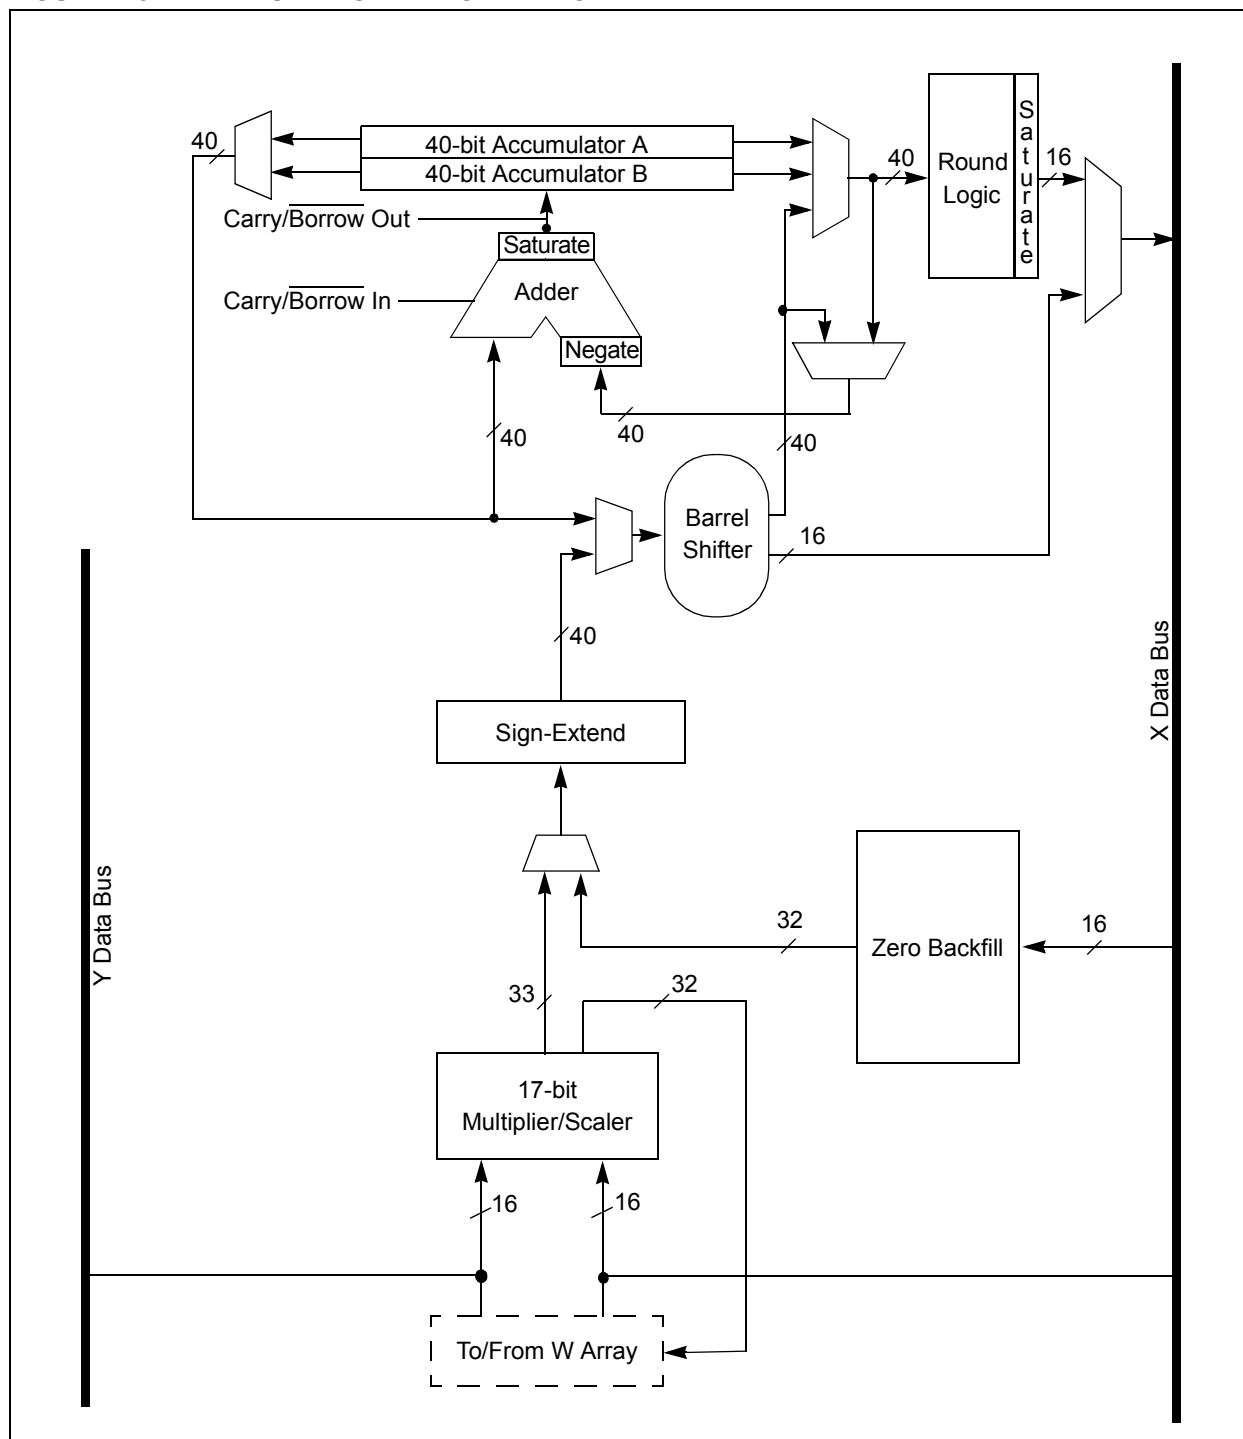 40-bit Accumulator A
40-bit Accumulator B
40
Carry/Borrow Out
Saturate
Carry/Borrow In
Adder
Negate
40
Round
Logic
Saturate
16
40
40
40
Barrel
Shifter
16
40
Sign-Extend
X Data Bus
Y Data Bus
32
Zero Backfill
16
33
32
17-bit
Multiplier/Scaler
16
16
To/From W Array